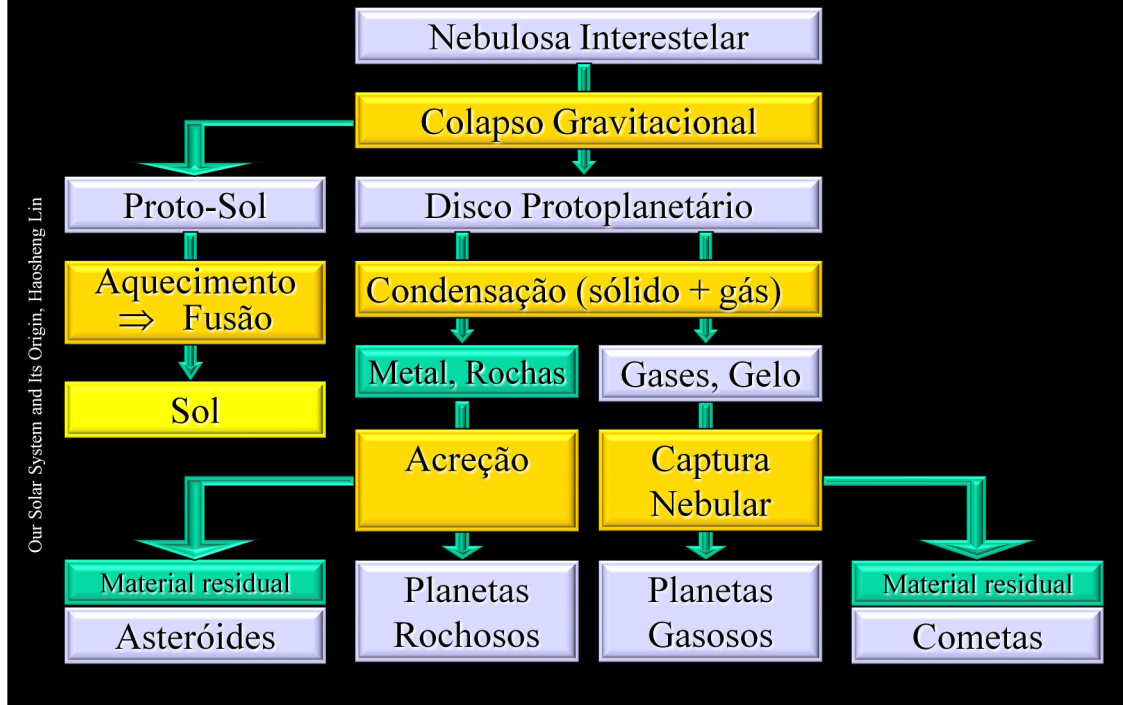 Nebulosa Interestelar
Colapso Gravitacional
Proto-Sol
Disco Protoplanetário
Aquecimento
⇒ Fusão
Condensação (sólido + gás)
Metal, Rochas
Gases, Gelo
Sol
Acreção
Captura
Nebular
Material residual
Asteróides
Planetas
Rochosos
Planetas
Gasosos
Material residual
Cometas
Our Solar System and Its Origin, Haosheng Lin